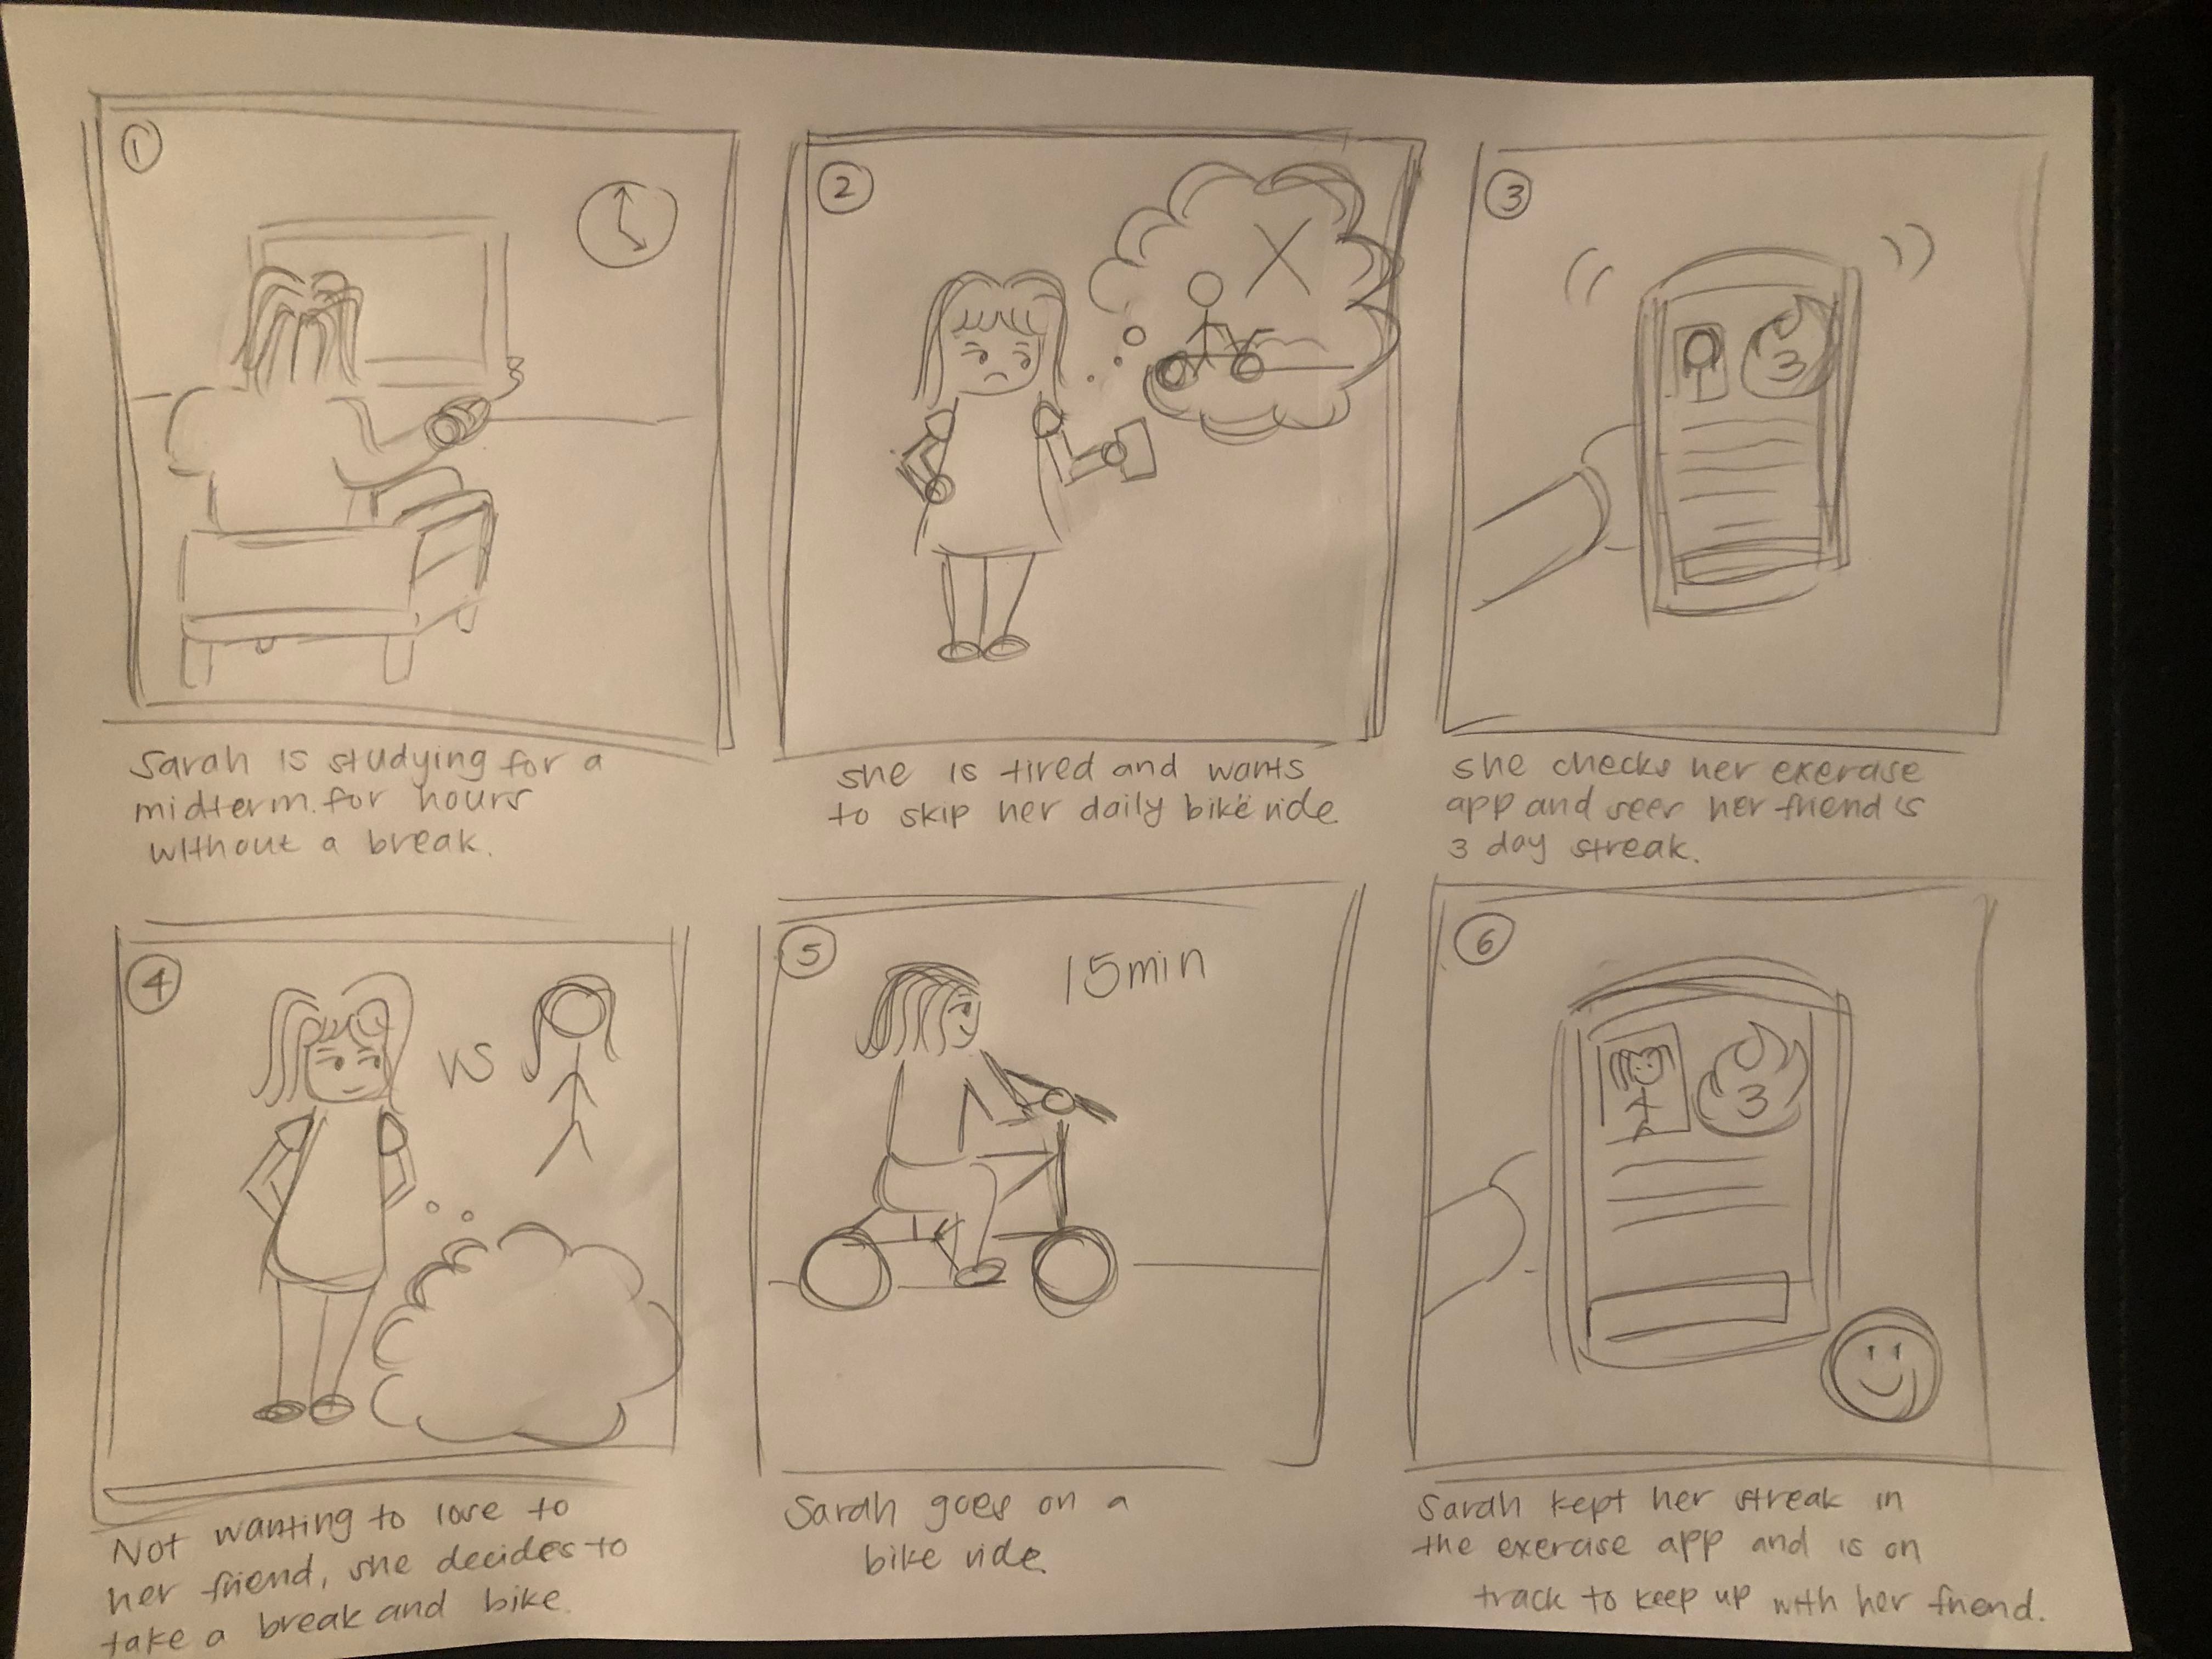 1
Sarah is studying for a
midterm for hours
without a break.
2
she is tired and wants
to skip her daily bike ride
3
3
she checks her exercise
app and sees her friend's
3 day streak.
4
VS
Not wanting to lose to
her friend, she decides to
take a break and bike.
5
15min
Sarah goes on a
bike ride.
6
3
Sarah kept her streak in
the exercise app and is on
track to keep up with her friend.